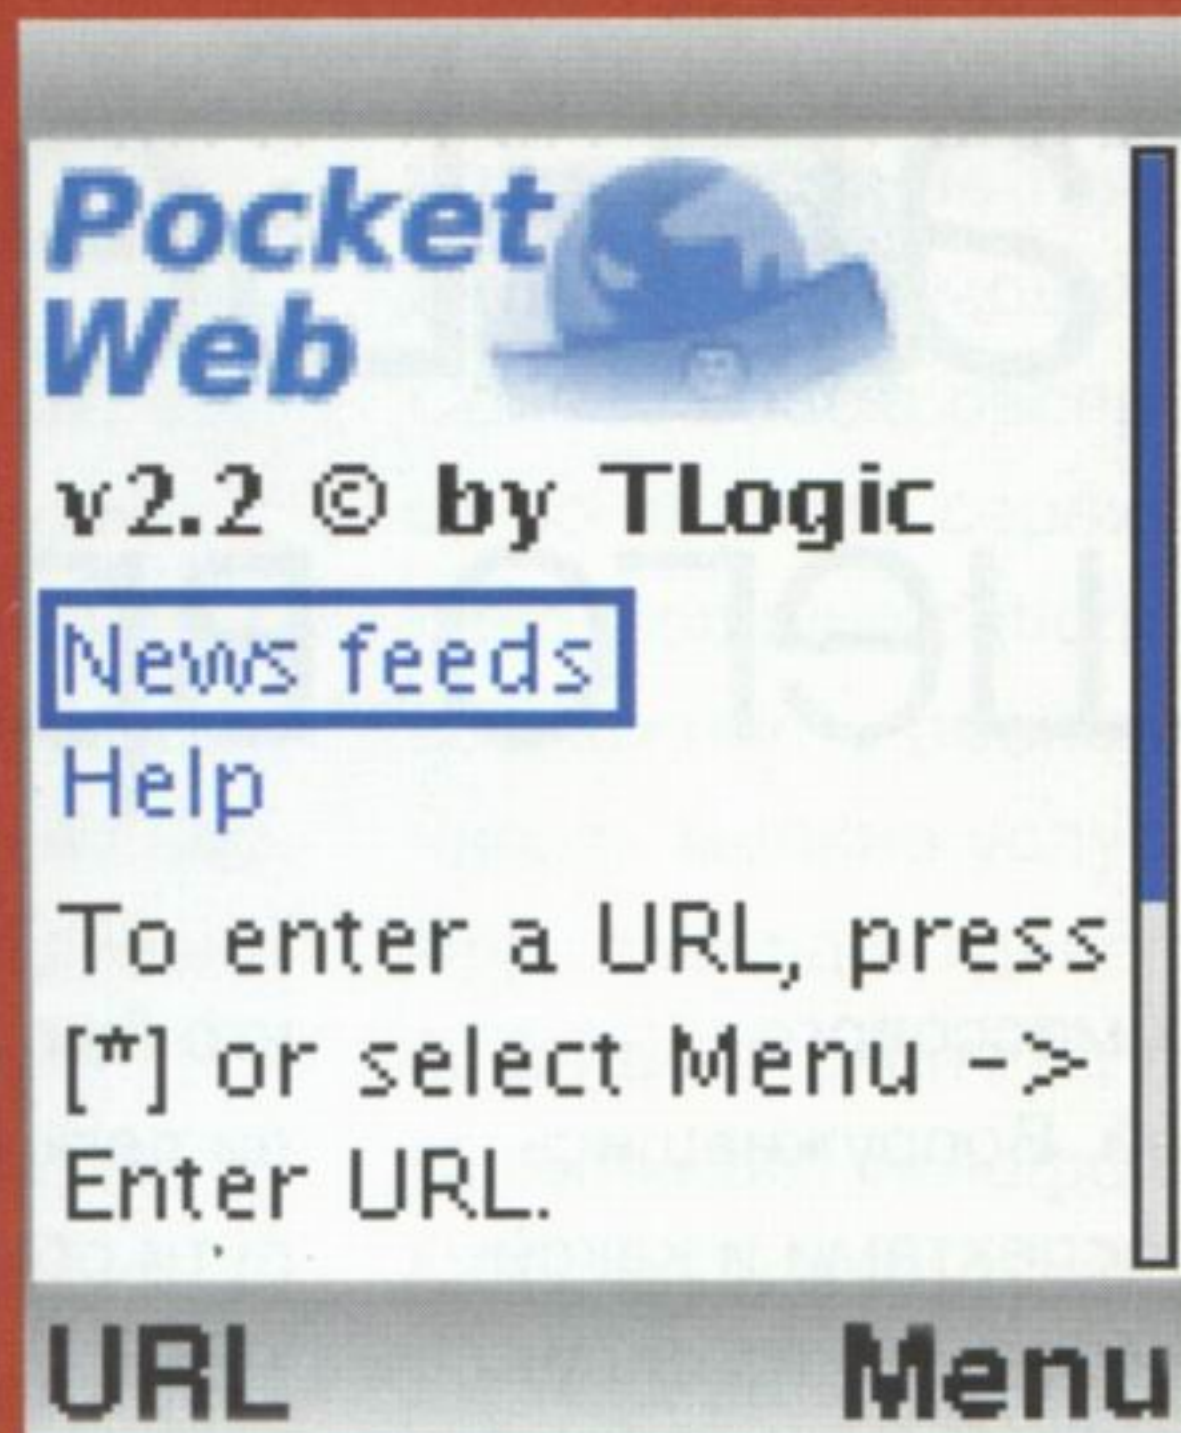 Pocket
Web
v2.2 © by TLogic
News feeds
Help
To enter a URL, press
[*] or select Menu ->
Enter URL.
URL
Menu